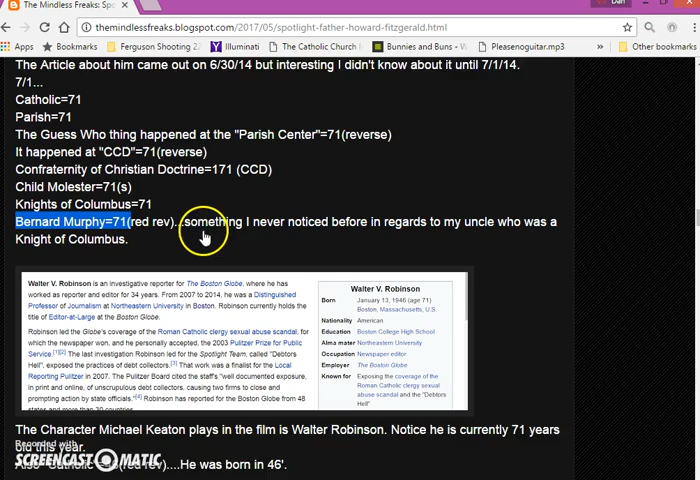 The Mindless Freaks: Spo
Dan
themindlessfreaks.blogspot.com/2017/05/spotlight-father-howard-fitzgerald.html
Apps Bookmarks Ferguson Shooting 22 Illuminati The Catholic Church Bunnies and Buns - Y Pleasenoguitar.mp3 » Other bookmarks
The Article about him came out on 6/30/14 but interesting I didn't know about it until 7/1/14.
7/1...
Catholic=71
Parish=71
The Guess Who thing happened at the "Parish Center"=71(reverse)
It happened at "CCD"=71(reverse)
Confraternity of Christian Doctrine=171 (CCD)
Child Molester=71(s)
Knights of Columbus=71
Bernard Murphy=71(red rev)...something I never noticed before in regards to my uncle who was a
Knight of Columbus.
Walter V. Robinson is an investigative reporter for The Boston Globe, where he has
worked as reporter and editor for 34 years. From 2007 to 2014, he was a Distinguished
Professor of Journalism at Northeastern University in Boston. Robinson currently holds the
title of Editor-at-Large at the Boston Globe.
Robinson led the Globe's coverage of the Roman Catholic clergy sexual abuse scandal, for
which the newspaper won, and he personally accepted, the 2003 Pulitzer Prize for Public
Service.[1][2] The last investigation Robinson led for the Spotlight Team, called "Debtors
Hell", exposed the practices of debt collectors.[3] That work was a finalist for the Local
Reporting Pulitzer in 2007. The Pulitzer Board cited the staff's "well documented exposure,
in print and online, of unscrupulous debt collectors, causing two firms to close and
prompting action by state officials."[4] Robinson has reported for the Boston Globe from 48
states and more than 30 countries
Walter V. Robinson
Born January 13, 1946 (age 71)
Boston, Massachusetts, U.S.
Nationality American
Education Boston College High School
Alma mater Northeastern University
Occupation Newspaper editor
Employer The Boston Globe
Known for Exposing the coverage of the
Roman Catholic clergy sexual
abuse scandal and the "Debtors
Hell"
The Character Michael Keaton plays in the film is Walter Robinson. Notice he is currently 71 years
old this year.
Recorded with
SCREENCAST MATIC
Also "Catholic"=46(red rev)....He was born in 46'.